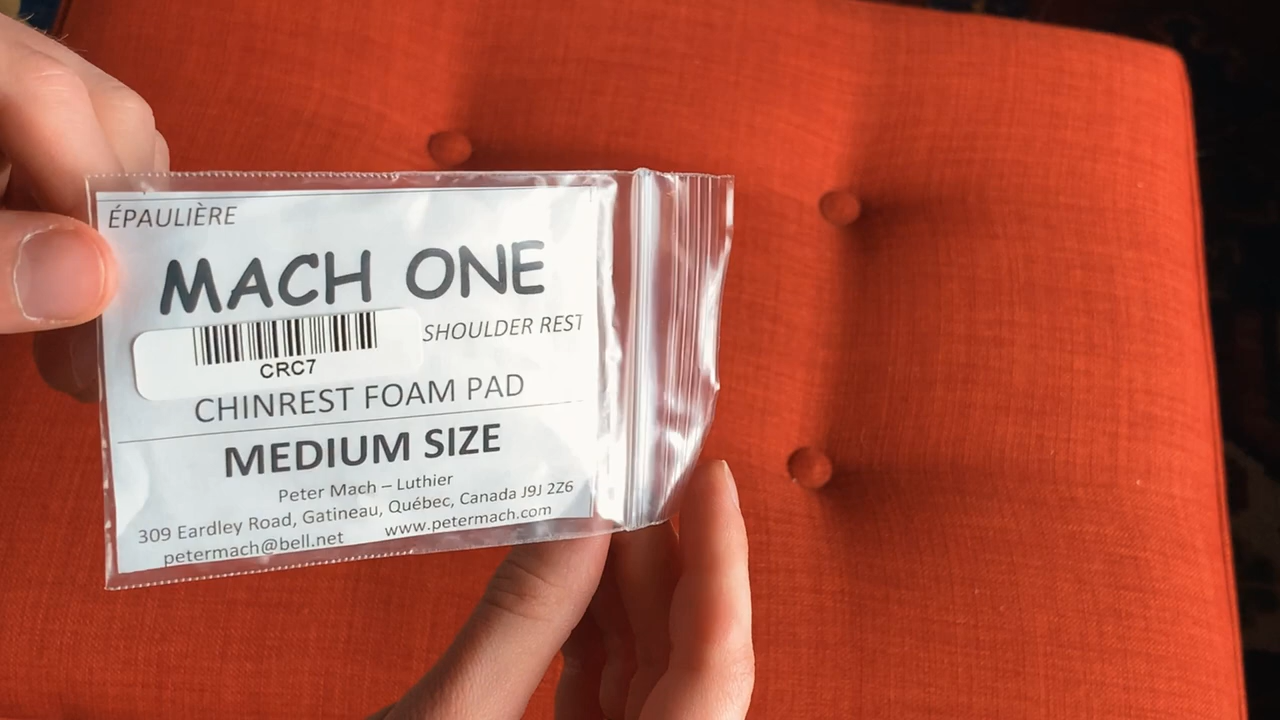 ÉPAULIÈRE
MACH ONE
SHOULDER REST
CRC7
CHINREST FOAM PAD
MEDIUM SIZE
Peter Mach – Luthier
309 Eardley Road, Gatineau, Québec, Canada J9J 2Z6
petermach@bell.net www.petermach.com